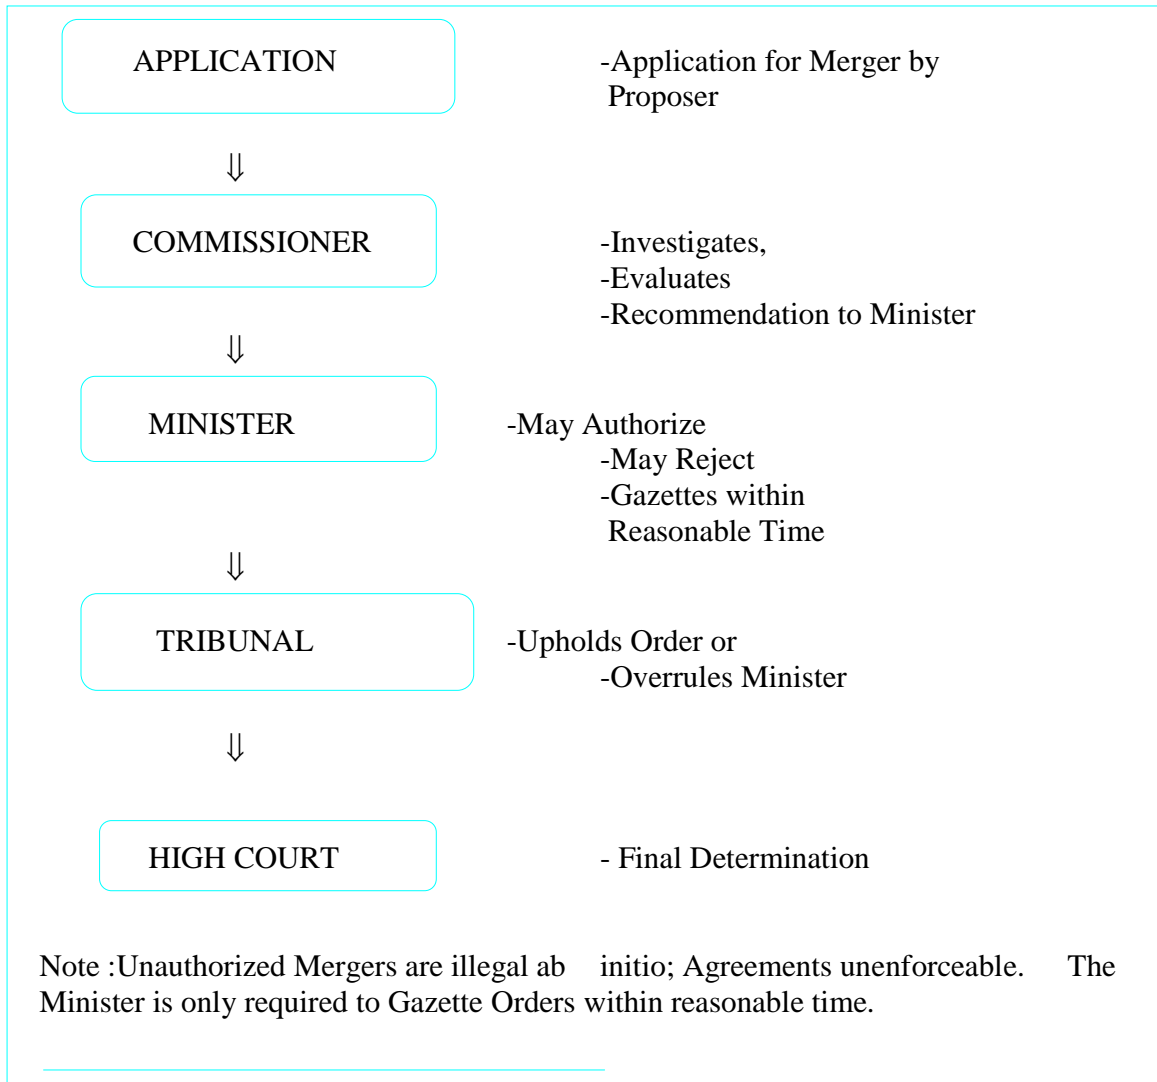 APPLICATION -Application for Merger by
Proposer
⇓
COMMISSIONER -Investigates,
-Evaluates
-Recommendation to Minister
⇓
MINISTER -May Authorize
-May Reject
-Gazettes within
Reasonable Time
⇓
TRIBUNAL -Upholds Order or
-Overrules Minister
⇓
HIGH COURT - Final Determination
Note :Unauthorized Mergers are illegal ab initio; Agreements unenforceable. The
Minister is only required to Gazette Orders within reasonable time.